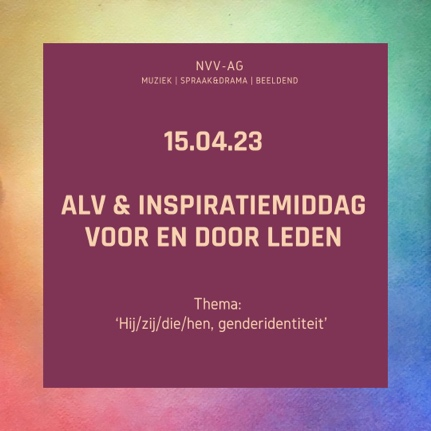 NVV-AG
MUZIEK | SPRAAK&DRAMA | BEELDEND
15.04.23
ALV & INSPIRATIEMIDDAG
VOOR EN DOOR LEDEN
Thema:
‘Hij/zij/die/hen, genderidentiteit’